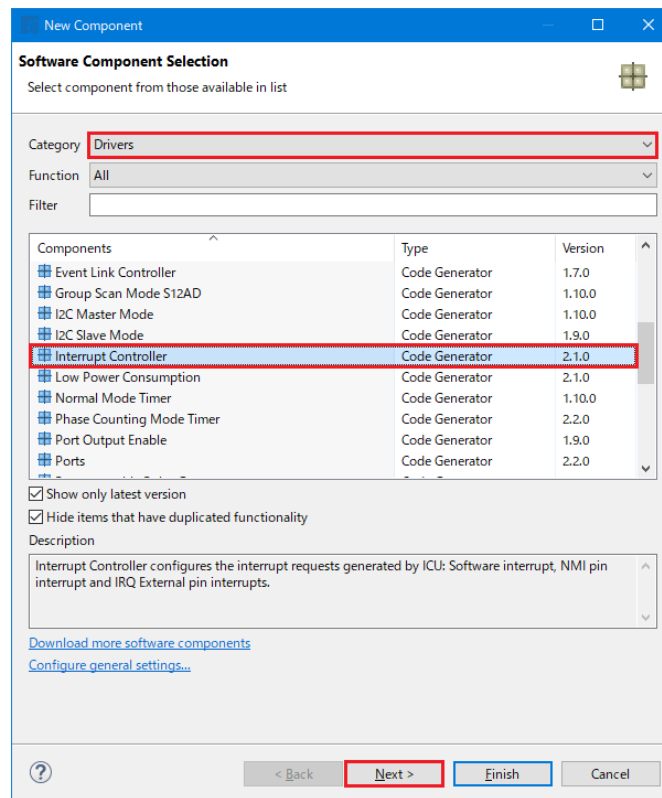 New Component
Software Component Selection
Select component from those available in list
Category Drivers
Function All
Filter
Components Type Version
Event Link Controller Code Generator 1.7.0
Group Scan Mode S12AD Code Generator 1.10.0
I2C Master Mode Code Generator 1.10.0
I2C Slave Mode Code Generator 1.9.0
Interrupt Controller Code Generator 2.1.0
Low Power Consumption Code Generator 2.1.0
Normal Mode Timer Code Generator 1.10.0
Phase Counting Mode Timer Code Generator 2.2.0
Port Output Enable Code Generator 1.9.0
Ports Code Generator 2.2.0
Show only latest version
Hide items that have duplicated functionality
Description
Interrupt Controller configures the interrupt requests generated by ICU: Software interrupt, NMI pin
interrupt and IRQ External pin interrupts.
Download more software components
Configure general settings...
? < Back Next > Finish Cancel